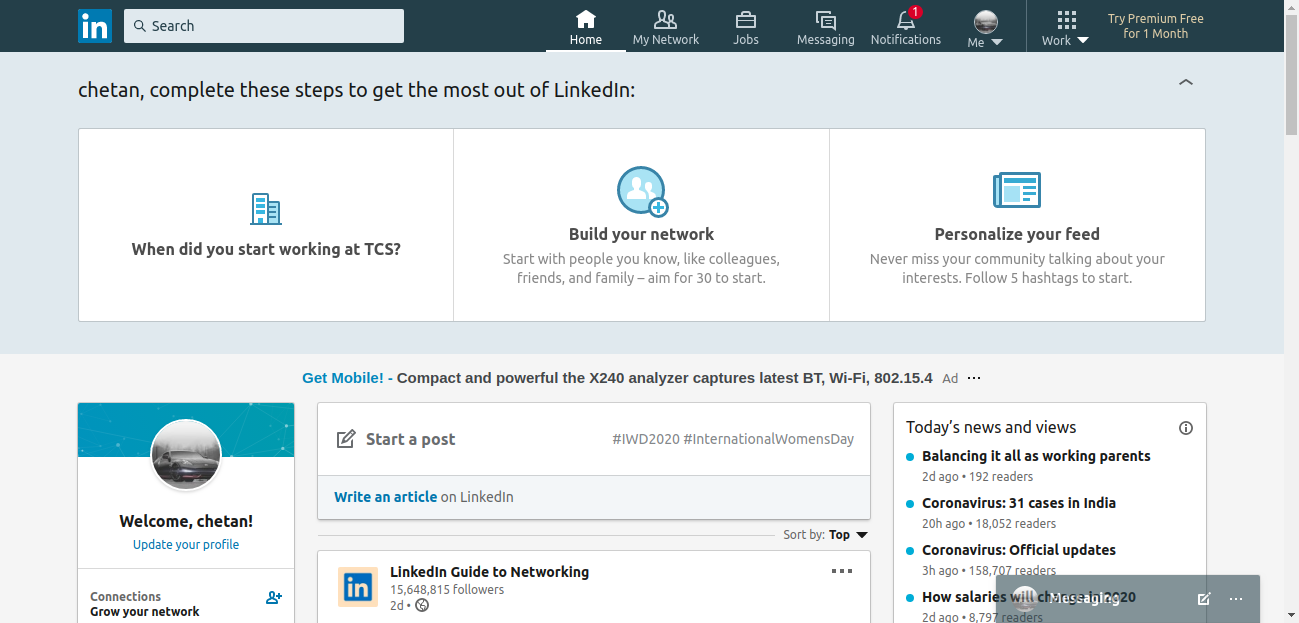 in
Search
Home
My Network
Jobs
Messaging
1
Notifications
Me
Work
Try Premium Free
for 1 Month
chetan, complete these steps to get the most out of LinkedIn:
When did you start working at TCS?
Build your network
Start with people you know, like colleagues,
friends, and family – aim for 30 to start.
Personalize your feed
Never miss your community talking about your
interests. Follow 5 hashtags to start.
Get Mobile! - Compact and powerful the X240 analyzer captures latest BT, Wi-Fi, 802.15.4 Ad ...
Welcome, chetan!
Update your profile
Connections
Grow your network
Start a post
#IWD2020 #InternationalWomensDay
Write an article on LinkedIn
Sort by: Top
in
LinkedIn Guide to Networking
15,648,815 followers
2d •
Today’s news and views
Balancing it all as working parents
2d ago • 192 readers
Coronavirus: 31 cases in India
20h ago • 18,052 readers
Coronavirus: Official updates
3h ago • 158,707 readers
How salaries will change in 2020
2d ago • 8,797 readers
Messaging